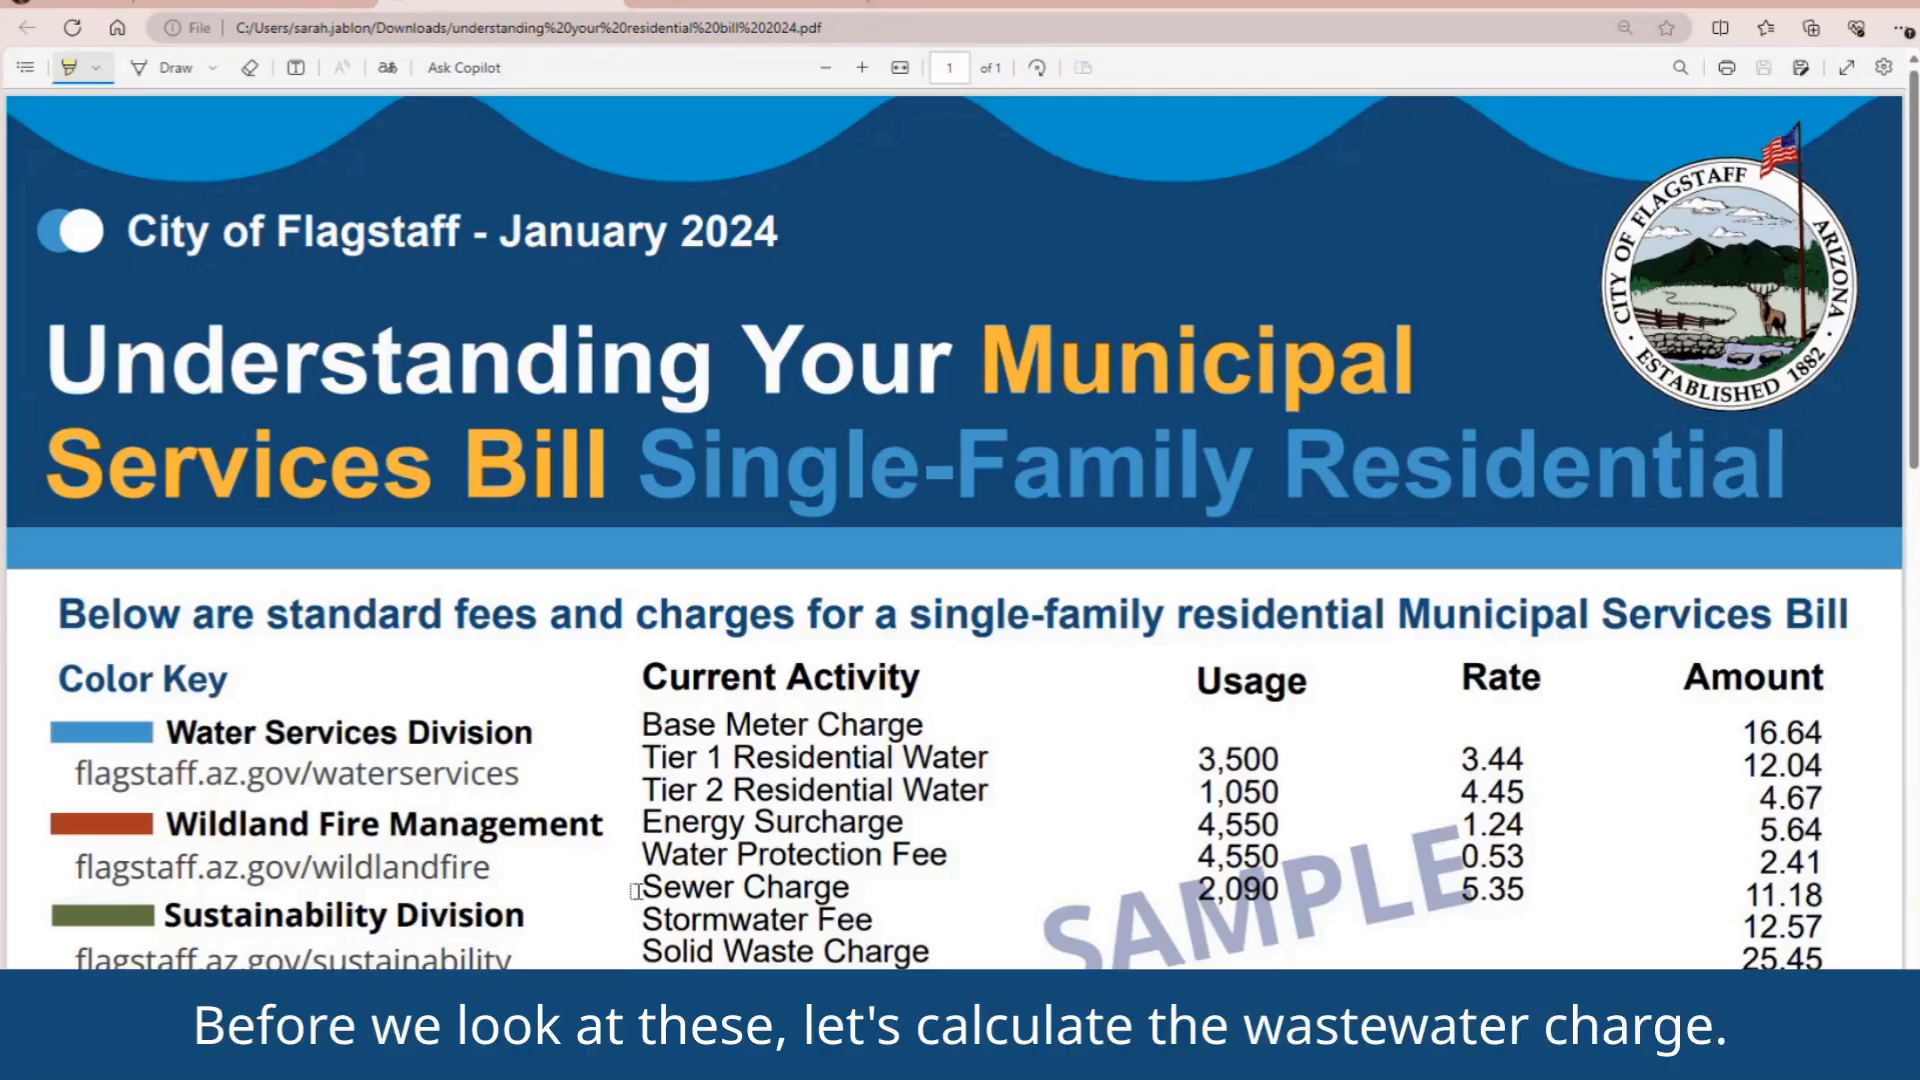 File
C:/Users/sarah.jablon/Downloads/understanding%20your%20residential%20bill%202024.pdf
Draw
Ask Copilot
1 of 1
City of Flagstaff - January 2024
CITY OF FLAGSTAFF ARIZONA
ESTABLISHED 1882
Understanding Your Municipal
Services Bill Single-Family Residential
Below are standard fees and charges for a single-family residential Municipal Services Bill
Color Key
Water Services Division
flagstaff.az.gov/waterservices
Wildland Fire Management
flagstaff.az.gov/wildlandfire
Sustainability Division
flagstaff.az.gov/sustainability
Current Activity Usage Rate Amount
Base Meter Charge 16.64
Tier 1 Residential Water 3,500 3.44 12.04
Tier 2 Residential Water 1,050 4.45 4.67
Energy Surcharge 4,550 1.24 5.64
Water Protection Fee 4,550 0.53 2.41
Sewer Charge 2,090 5.35 11.18
Stormwater Fee 12.57
Solid Waste Charge 25.45
SAMPLE
Before we look at these, let's calculate the wastewater charge.